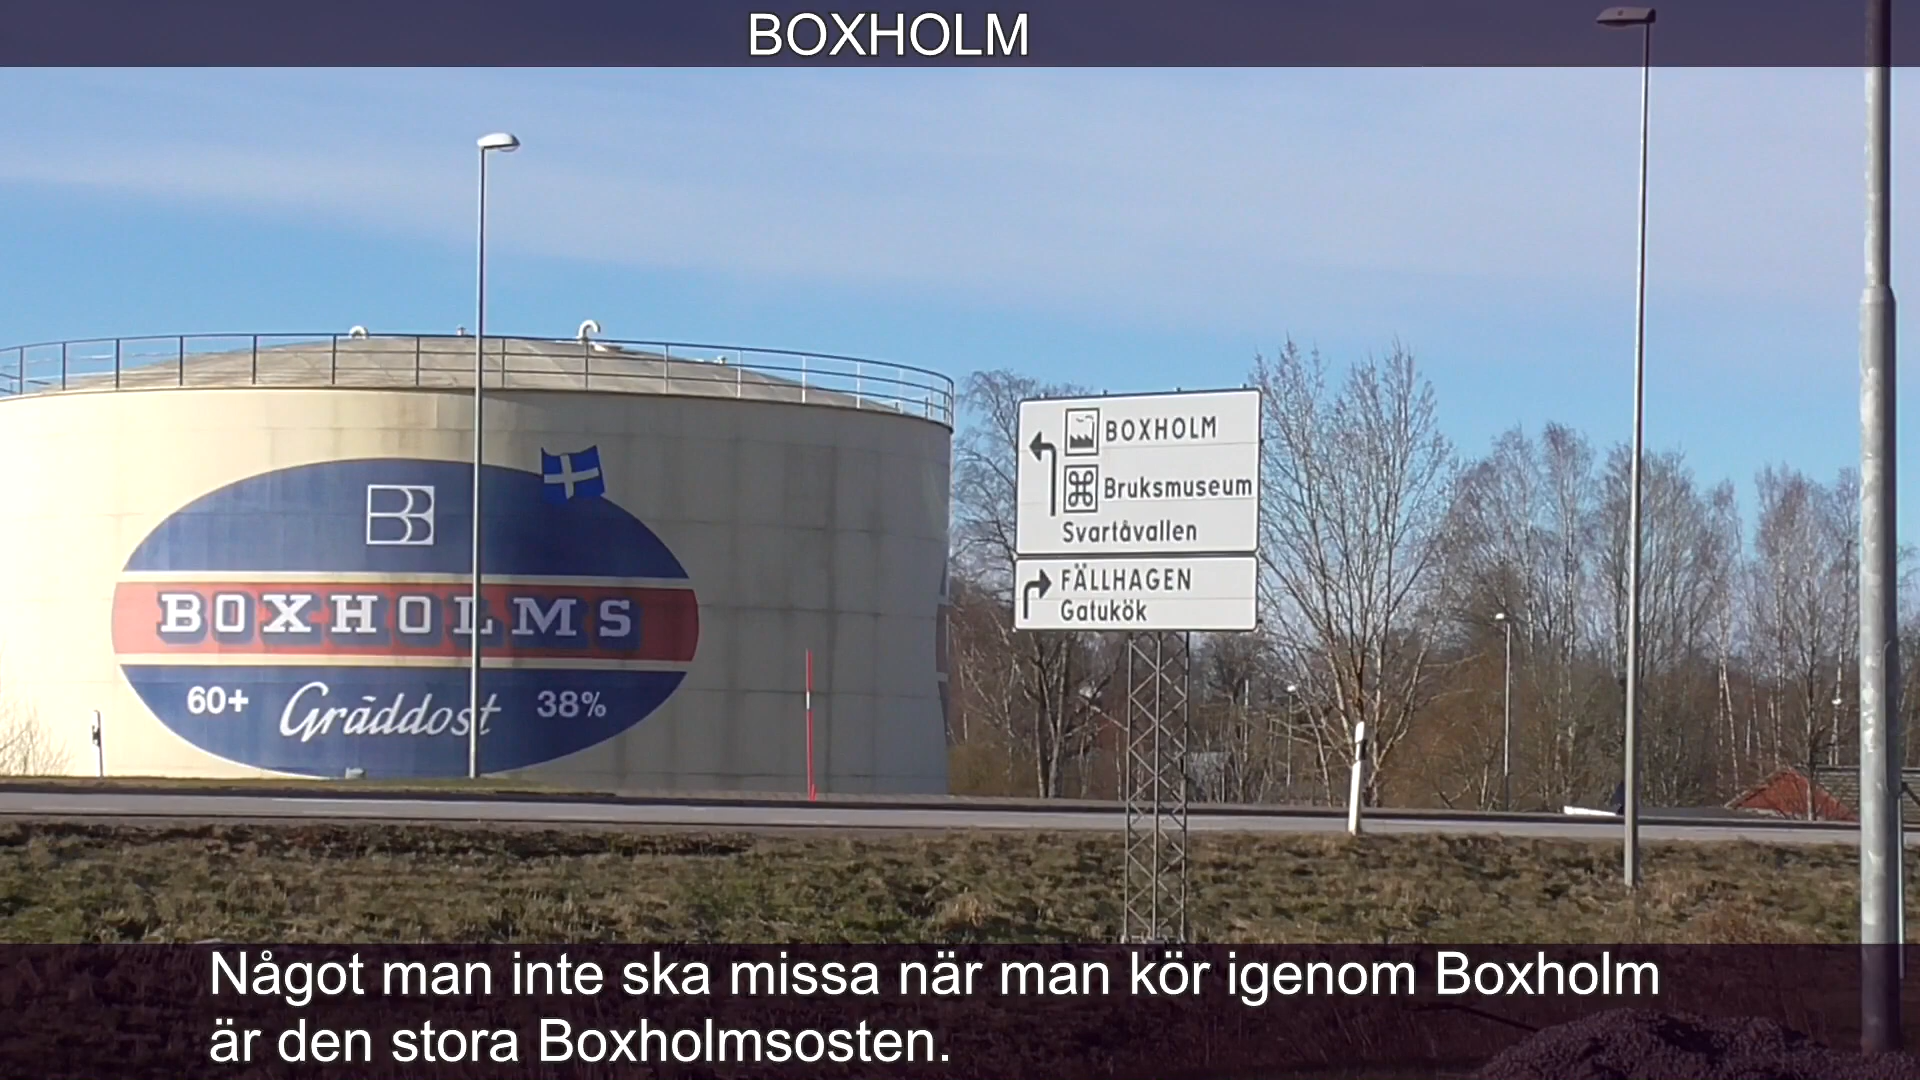 BOXHOLM
BOXHOLMS
60+ Gräddost 38%
BOXHOLM
Bruksmuseum
Svartåvallen
FÄLLHAGEN
Gatukök
Något man inte ska missa när man kör igenom Boxholm
är den stora Boxholmsosten.